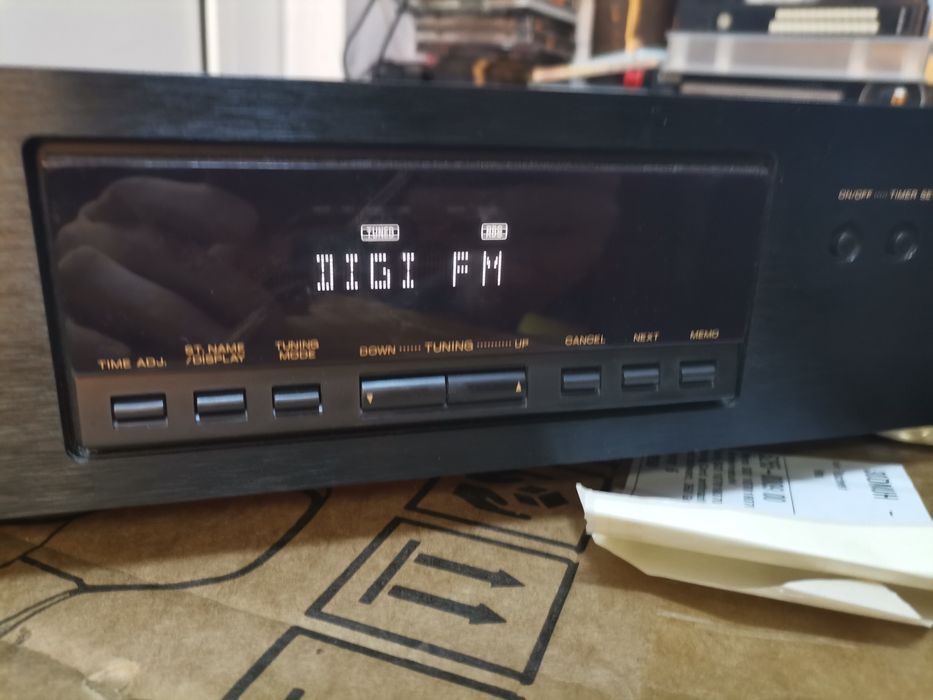 ON/OFF TIMER SE
TUNED RDS
DIGI FM
TIME ADJ. ST. NAME /DISPLAY TUNING MODE DOWN TUNING UP CANCEL NEXT MEMO